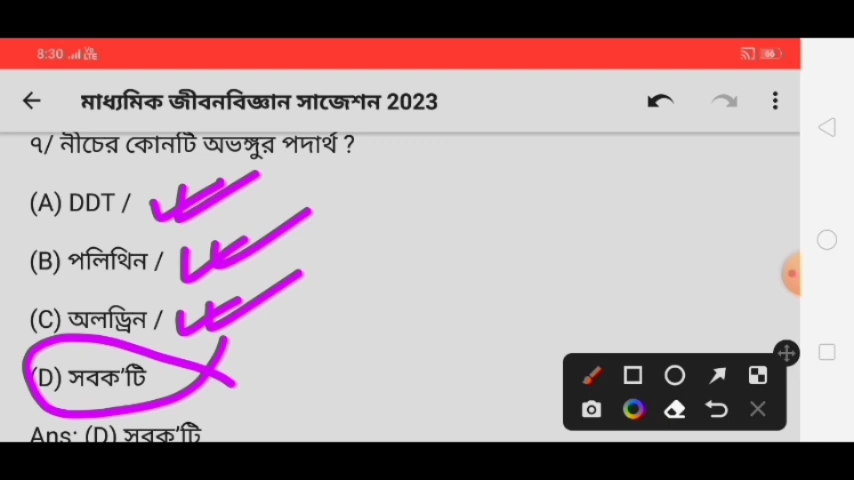 8:30
মাধ্যমিক জীবনবিজ্ঞান সাজেশন 2023
৭/ নীচের কোনটি অভঙ্গুর পদার্থ ?
(A) DDT /
(B) পলিথিন /
(C) অলড্রিন /
(D) সবক'টি
Ans: (D) সবক'টি